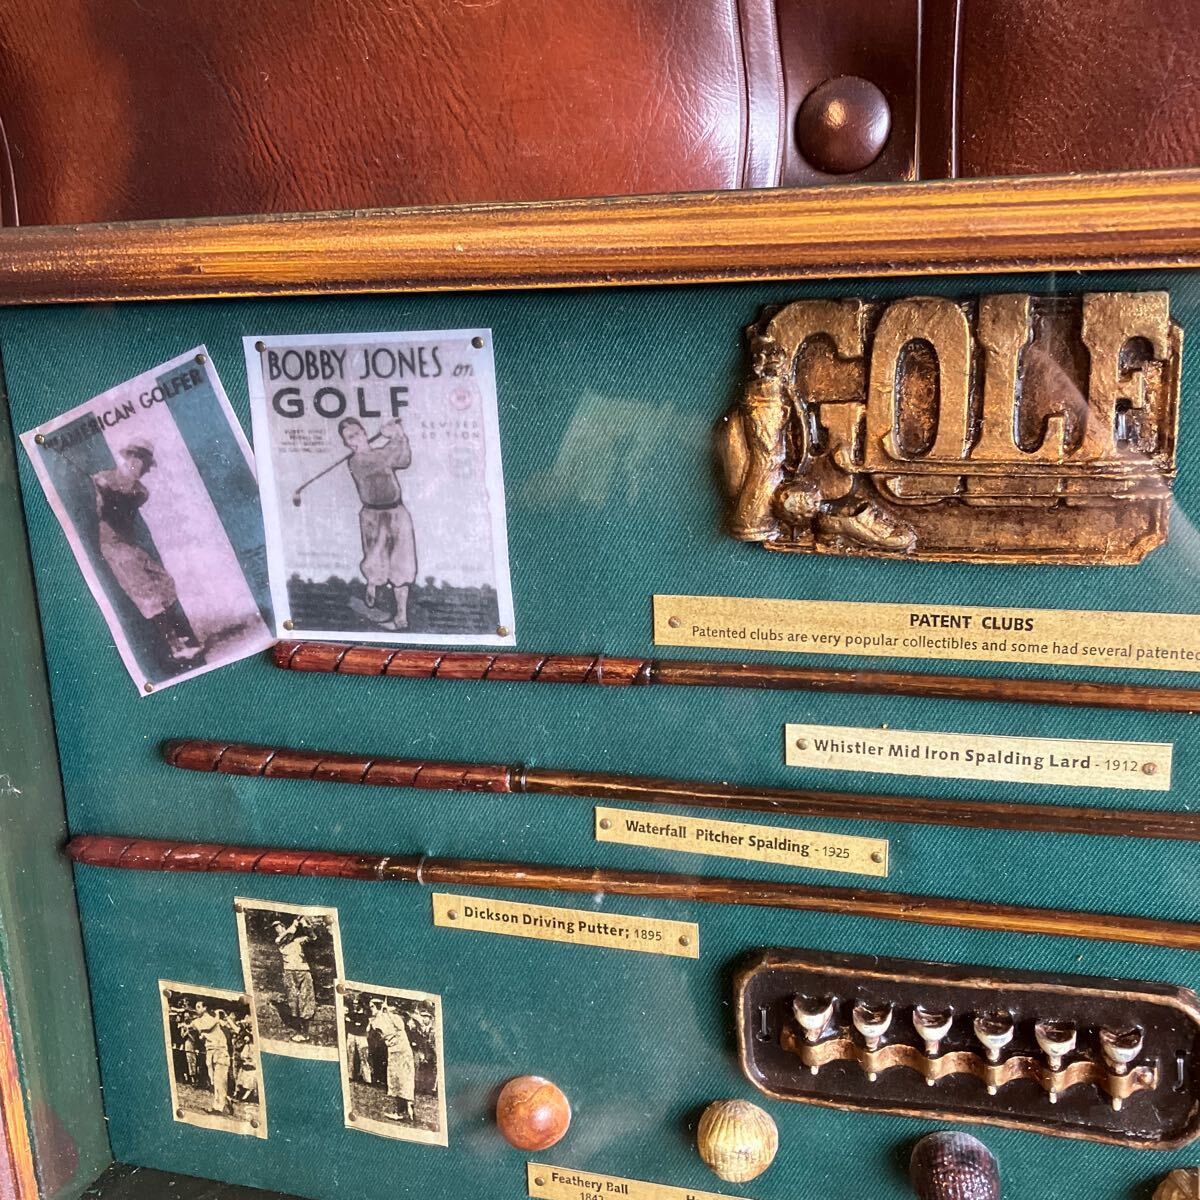 AMERICAN GOLFER
BOBBY JONES on
GOLF
REVISED
EDITION
GOLF
PATENT CLUBS
Patented clubs are very popular collectibles and some had several patented
Whistler Mid Iron Spalding Lard - 1912
Waterfall Pitcher Spalding - 1925
Dickson Driving Putter; 1895
Feathery Ball
1842